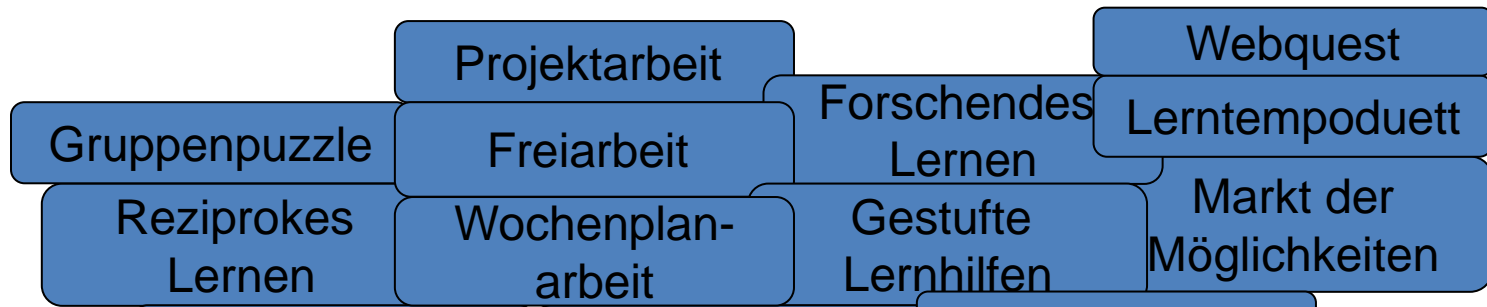 Projektarbeit
Webquest
Gruppenpuzzle
Freiarbeit
Forschendes
Lernen
Lerntempoduett
Reziprokes
Lernen
Wochenplan-
arbeit
Gestufte
Lernhilfen
Markt der
Möglichkeiten